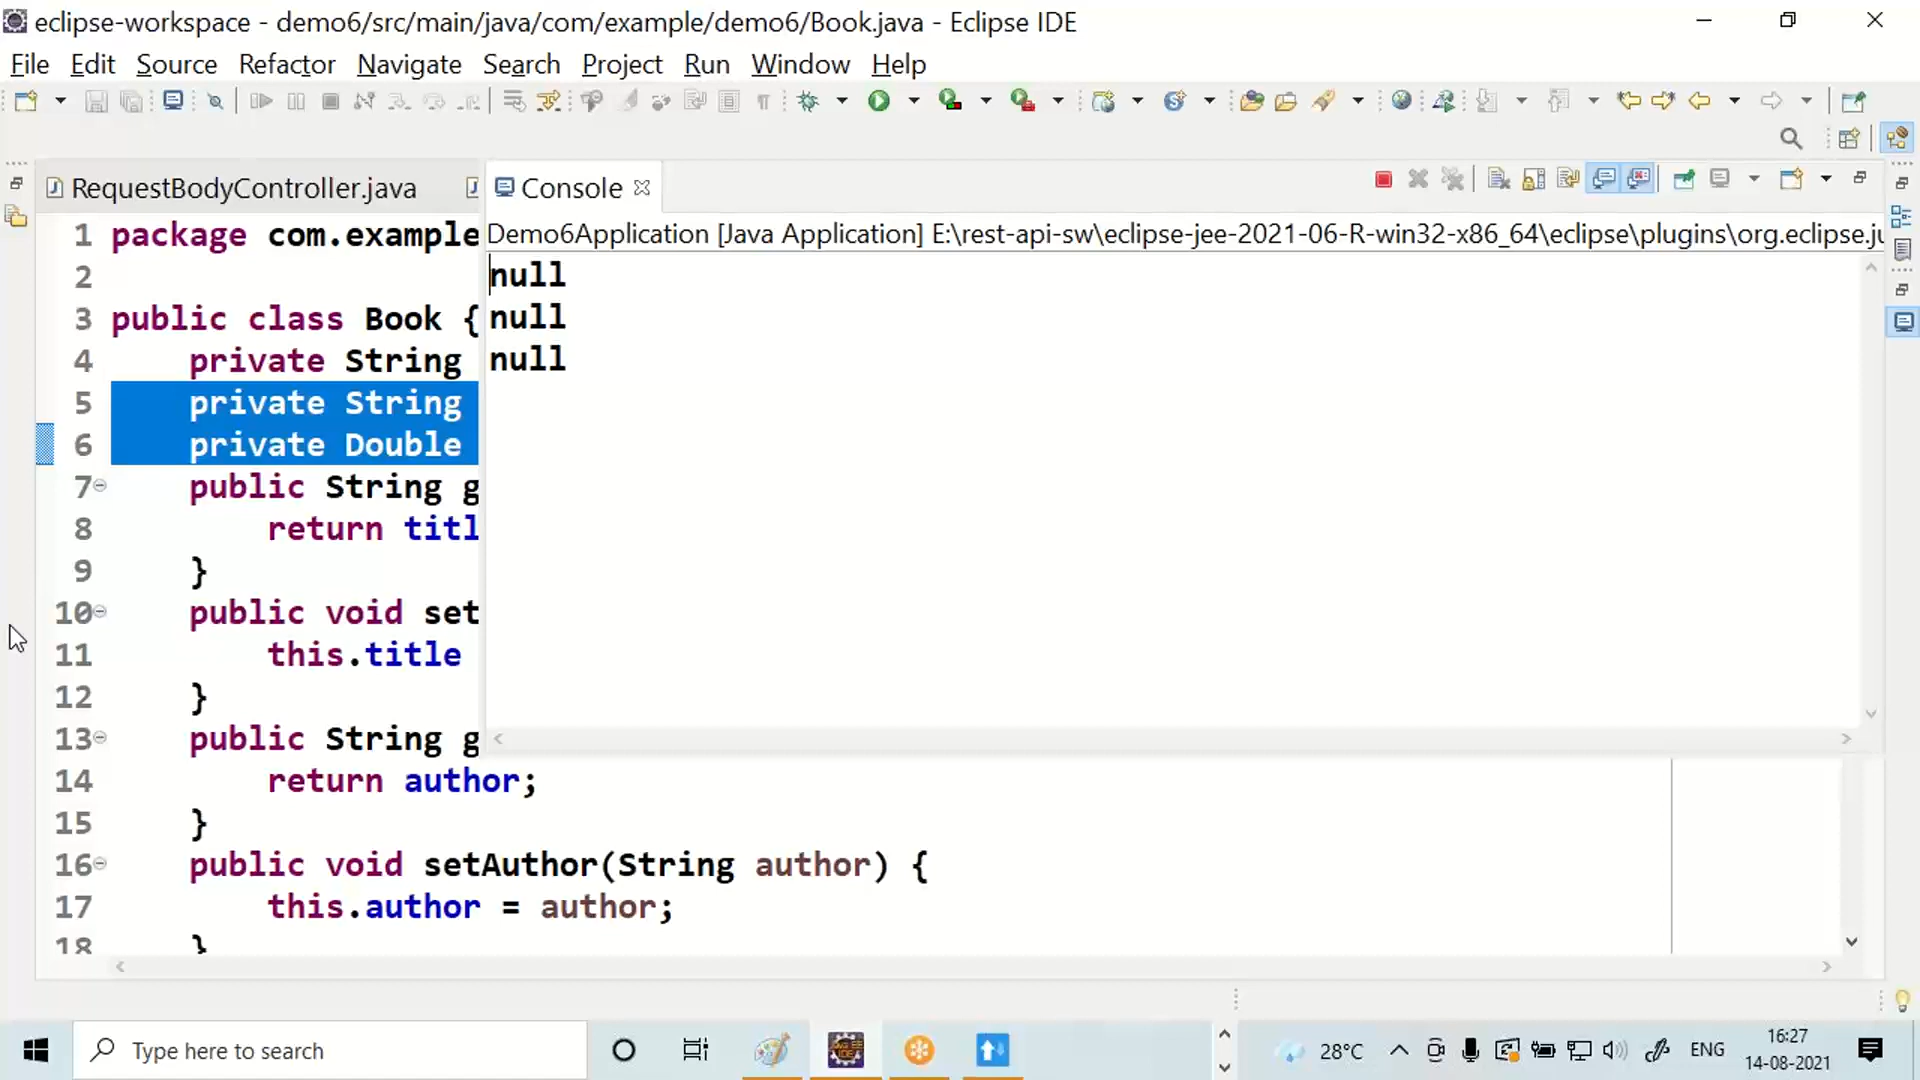 eclipse-workspace - demo6/src/main/java/com/example/demo6/Book.java - Eclipse IDE
File Edit Source Refactor Navigate Search Project Run Window Help
RequestBodyController.java
Console
Demo6Application [Java Application] E:\rest-api-sw\eclipse-jee-2021-06-R-win32-x86_64\eclipse\plugins\org.eclipse.ju
null
null
null
1 package com.example
2
3 public class Book {
4 private String
5 private String
6 private Double
7 public String g
8 return titl
9 }
10 public void set
11 this.title
12 }
13 public String g
14 return author;
15 }
16 public void setAuthor(String author) {
17 this.author = author;
18 }
Type here to search
28°C
ENG
16:27
14-08-2021